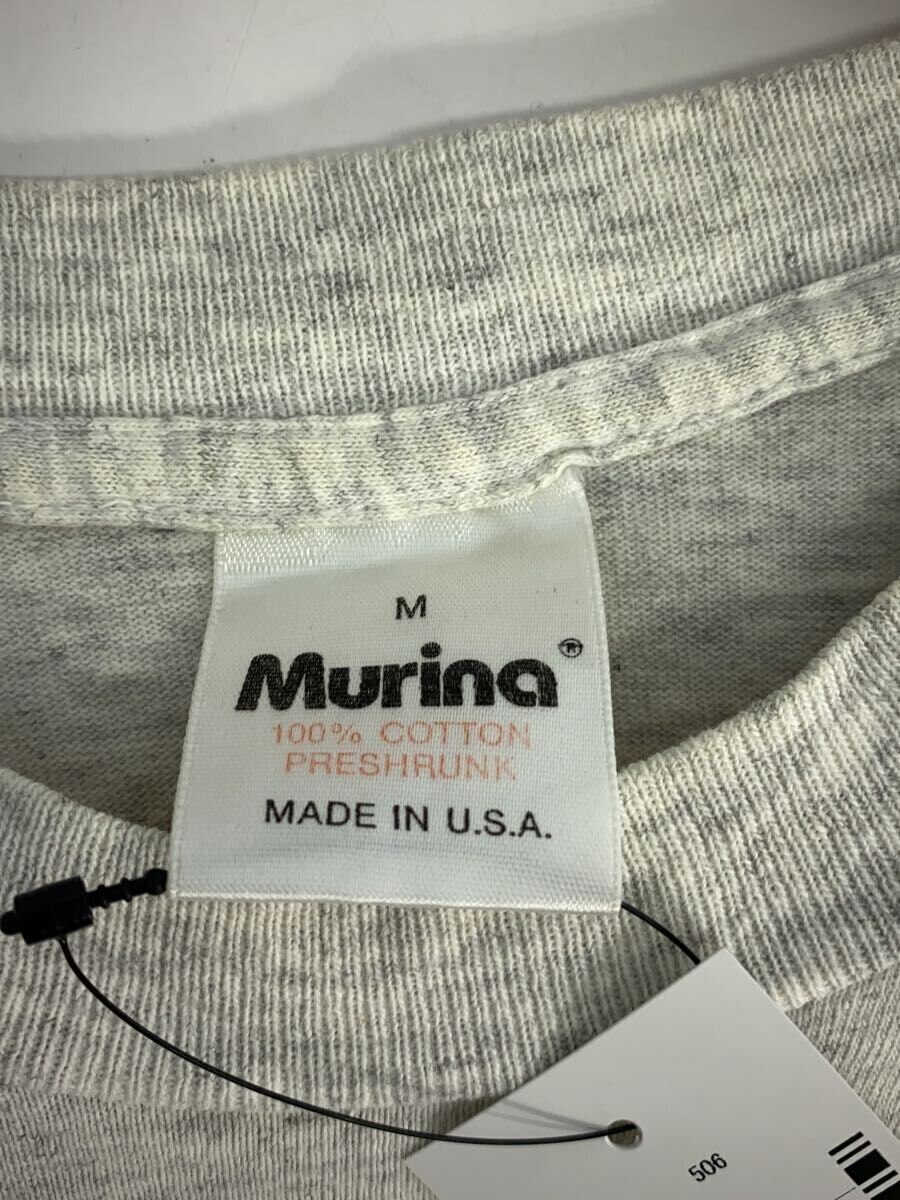 M
Murina®
100% COTTON
PRESHRUNK
MADE IN U.S.A.
506